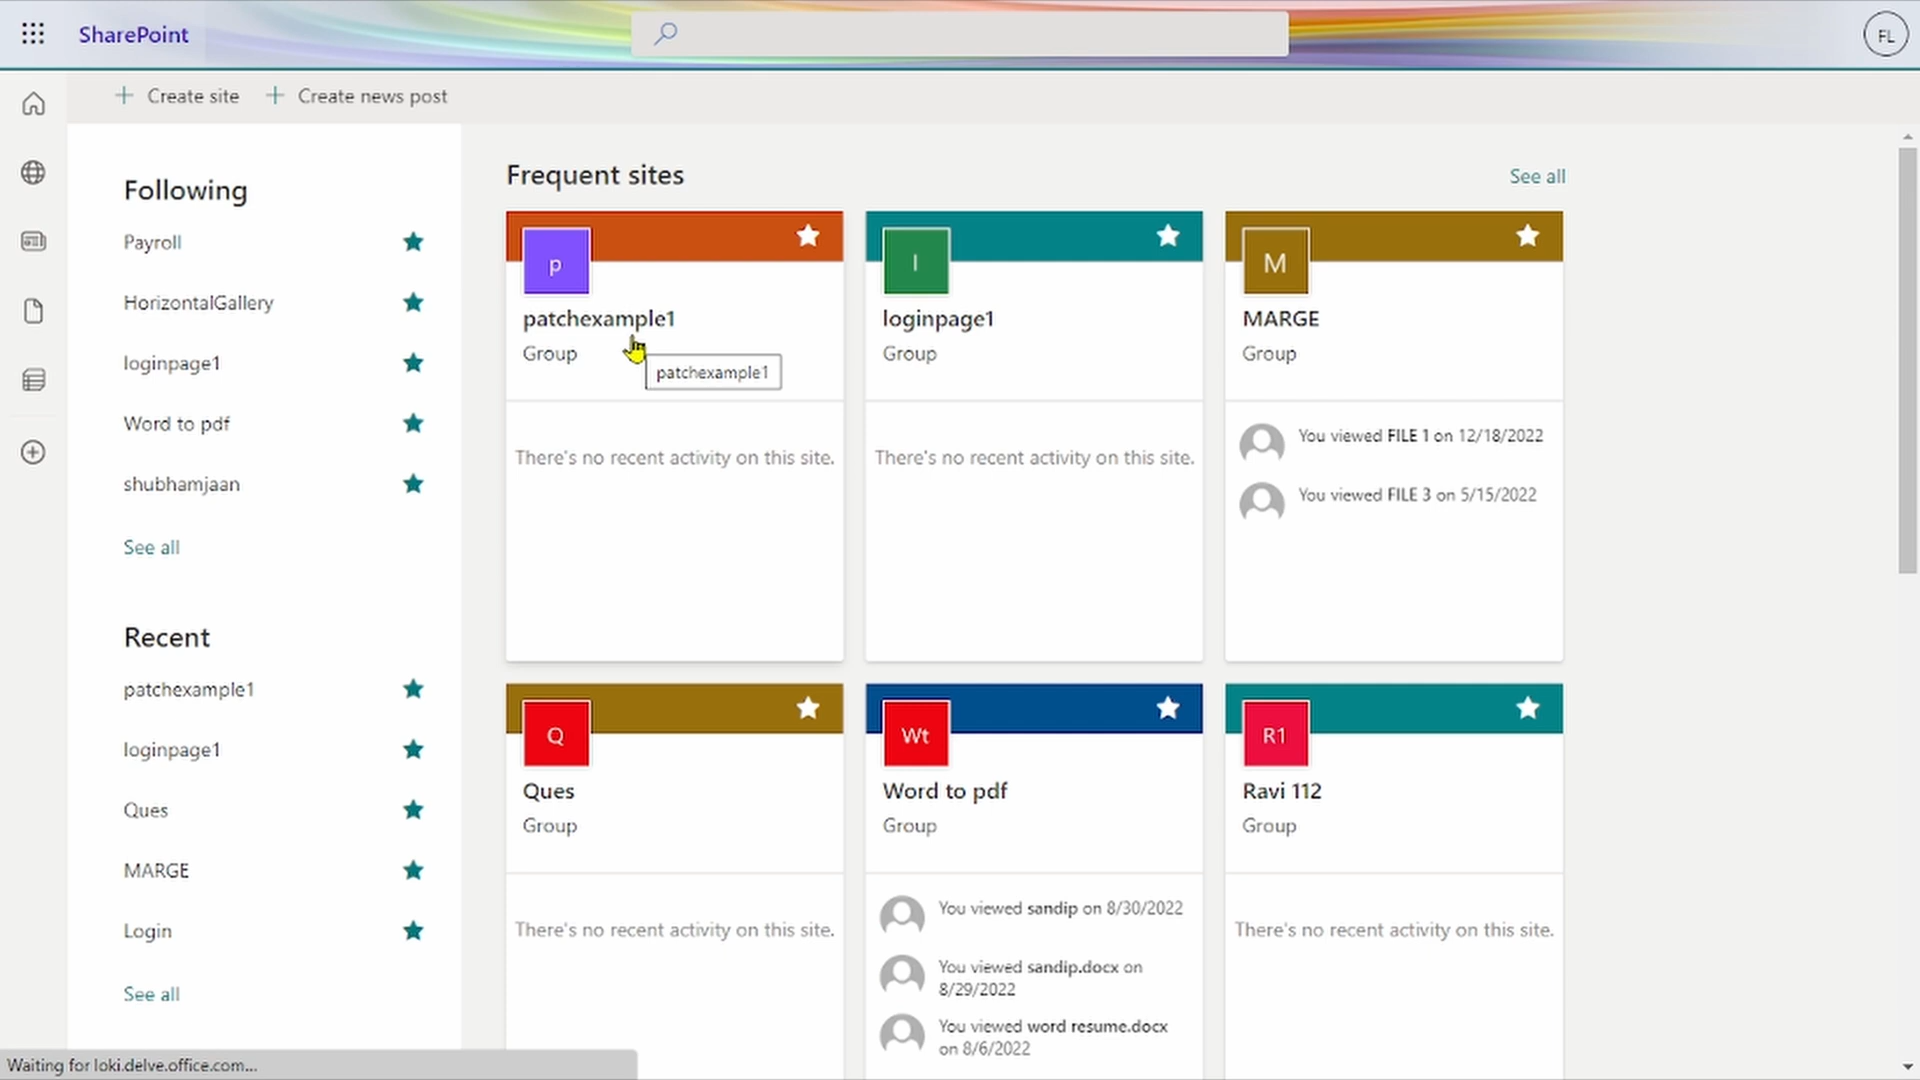 SharePoint
FL
Create site
Create news post
Following
Payroll
HorizontalGallery
loginpage1
Word to pdf
shubhamjaan
See all
Recent
patchexample1
loginpage1
Ques
MARGE
Login
See all
Frequent sites
See all
p
patchexample1
Group
patchexample1
There's no recent activity on this site.
l
loginpage1
Group
There's no recent activity on this site.
M
MARGE
Group
You viewed FILE 1 on 12/18/2022
You viewed FILE 3 on 5/15/2022
Q
Ques
Group
There's no recent activity on this site.
Wt
Word to pdf
Group
You viewed sandip on 8/30/2022
You viewed sandip.docx on
8/29/2022
You viewed word resume.docx
on 8/6/2022
R1
Ravi 112
Group
There's no recent activity on this site.
Waiting for loki.delve.office.com...